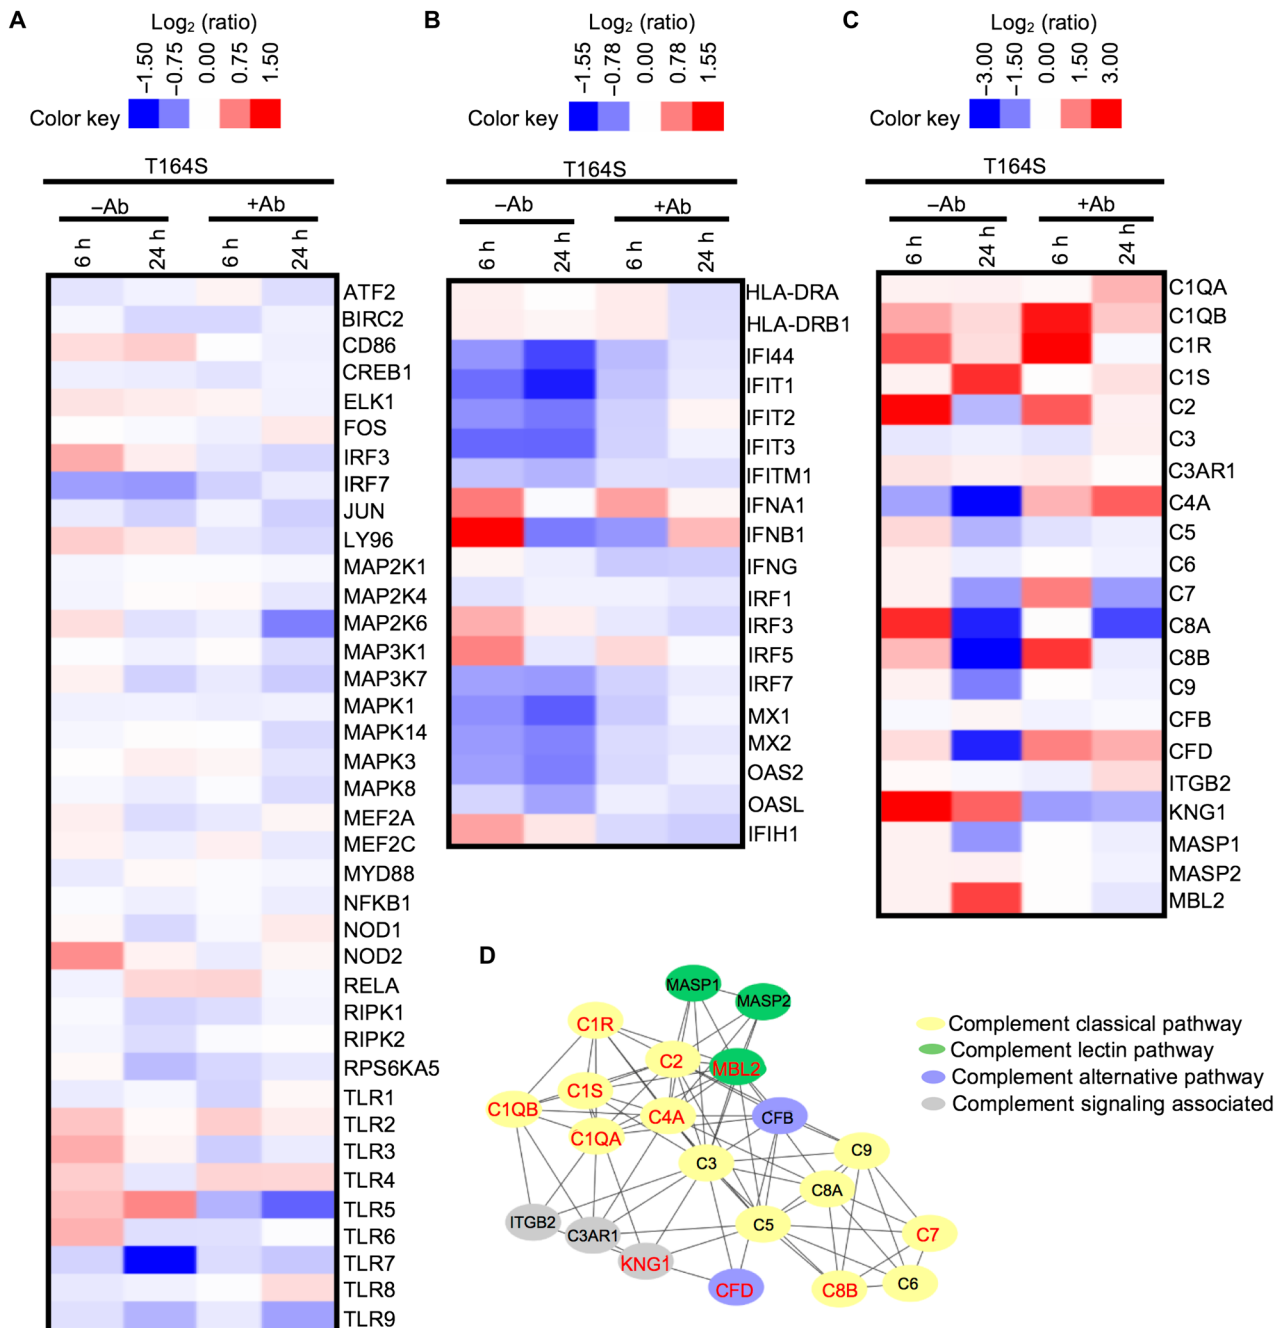 A
Log2 (ratio)
–1.50
–0.75
0.00
0.75
1.50
Color key
T164S
–Ab
+Ab
6 h
24 h
6 h
24 h
ATF2
BIRC2
CD86
CREB1
ELK1
FOS
IRF3
IRF7
JUN
LY96
MAP2K1
MAP2K4
MAP2K6
MAP3K1
MAP3K7
MAPK1
MAPK14
MAPK3
MAPK8
MEF2A
MEF2C
MYD88
NFKB1
NOD1
NOD2
RELA
RIPK1
RIPK2
RPS6KA5
TLR1
TLR2
TLR3
TLR4
TLR5
TLR6
TLR7
TLR8
TLR9
B
Log2 (ratio)
–1.55
–0.78
0.00
0.78
1.55
Color key
T164S
–Ab
+Ab
6 h
24 h
6 h
24 h
HLA-DRA
HLA-DRB1
IFI44
IFIT1
IFIT2
IFIT3
IFITM1
IFNA1
IFNB1
IFNG
IRF1
IRF3
IRF5
IRF7
MX1
MX2
OAS2
OASL
IFIH1
C
Log2 (ratio)
–3.00
–1.50
0.00
1.50
3.00
Color key
T164S
–Ab
+Ab
6 h
24 h
6 h
24 h
C1QA
C1QB
C1R
C1S
C2
C3
C3AR1
C4A
C5
C6
C7
C8A
C8B
C9
CFB
CFD
ITGB2
KNG1
MASP1
MASP2
MBL2
D
MASP1
MASP2
C1R
C2
MBL2
C1S
C1QB
C4A
CFB
C1QA
C3
C9
C8A
ITGB2
C3AR1
C5
C7
KNG1
CFD
C8B
C6
Complement classical pathway
Complement lectin pathway
Complement alternative pathway
Complement signaling associated